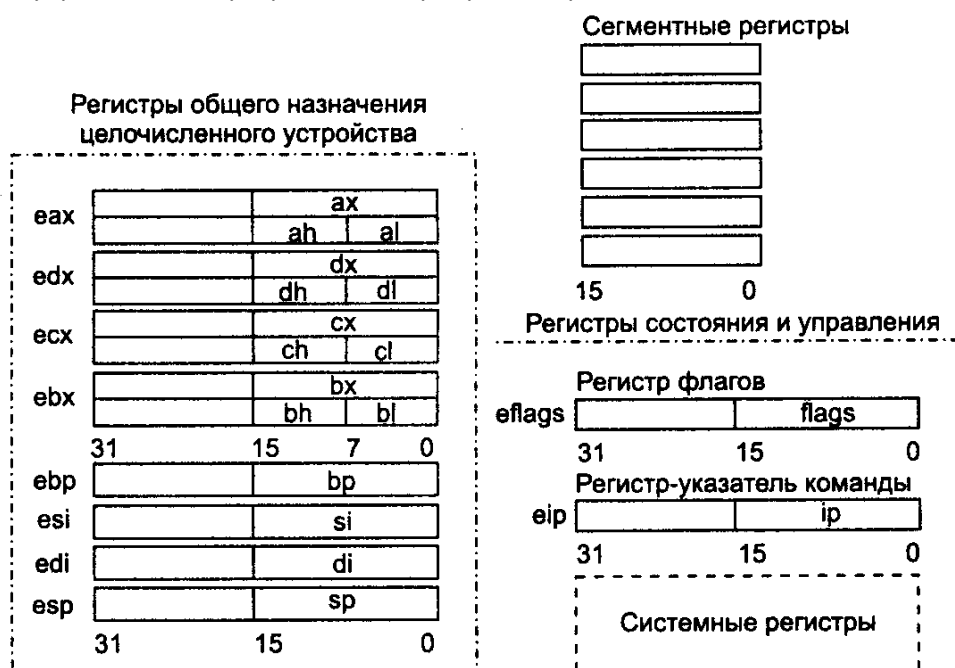 Сегментные регистры
15 0
Регистры общего назначения
целочисленного устройства
eax ax
ah al
edx dx
dh dl
ecx cx
ch cl
ebx bx
bh bl
31 15 7 0
ebp bp
esi si
edi di
esp sp
31 15 0
Регистры состояния и управления
Регистр флагов
eflags flags
31 15 0
Регистр-указатель команды
eip ip
31 15 0
Системные регистры